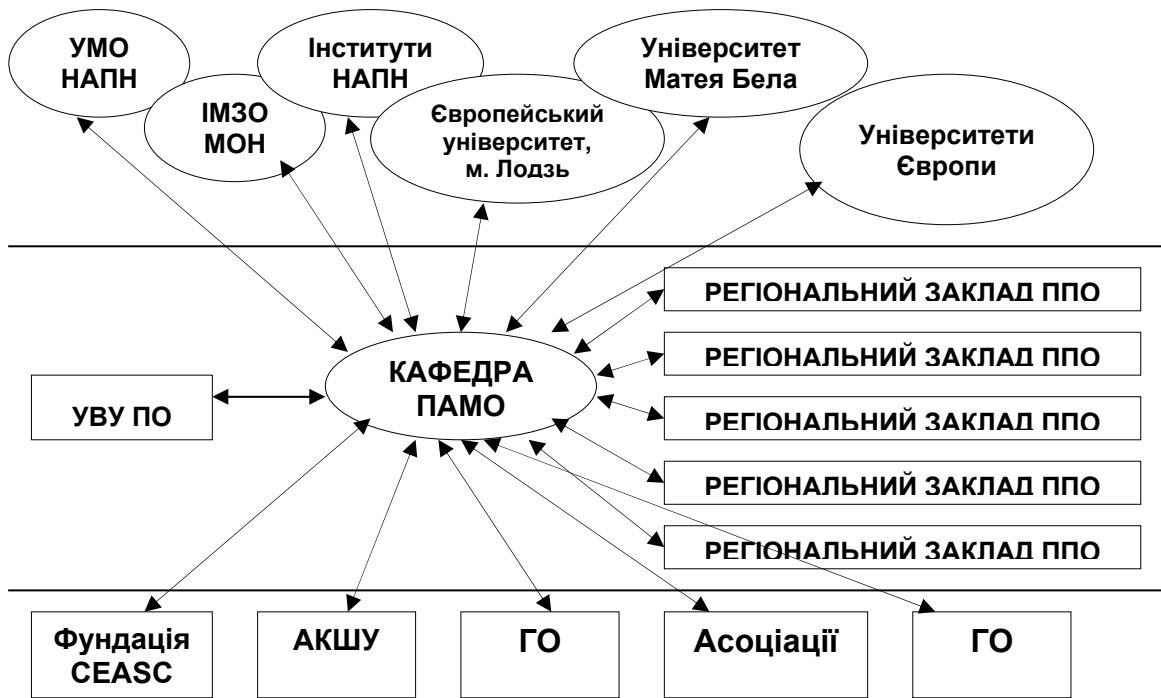 УМО
НАПН
ІМЗО
МОН
Інститути
НАПН
Європейський
університет,
м. Лодзь
Університет
Матея Бела
Університети
Європи
РЕГІОНАЛЬНИЙ ЗАКЛАД ППО
РЕГІОНАЛЬНИЙ ЗАКЛАД ППО
РЕГІОНАЛЬНИЙ ЗАКЛАД ППО
РЕГІОНАЛЬНИЙ ЗАКЛАД ППО
РЕГІОНАЛЬНИЙ ЗАКЛАД ППО
КАФЕДРА
ПАМО
УВУ ПО
Фундація
CEASC
АКШУ
ГО
Асоціації
ГО